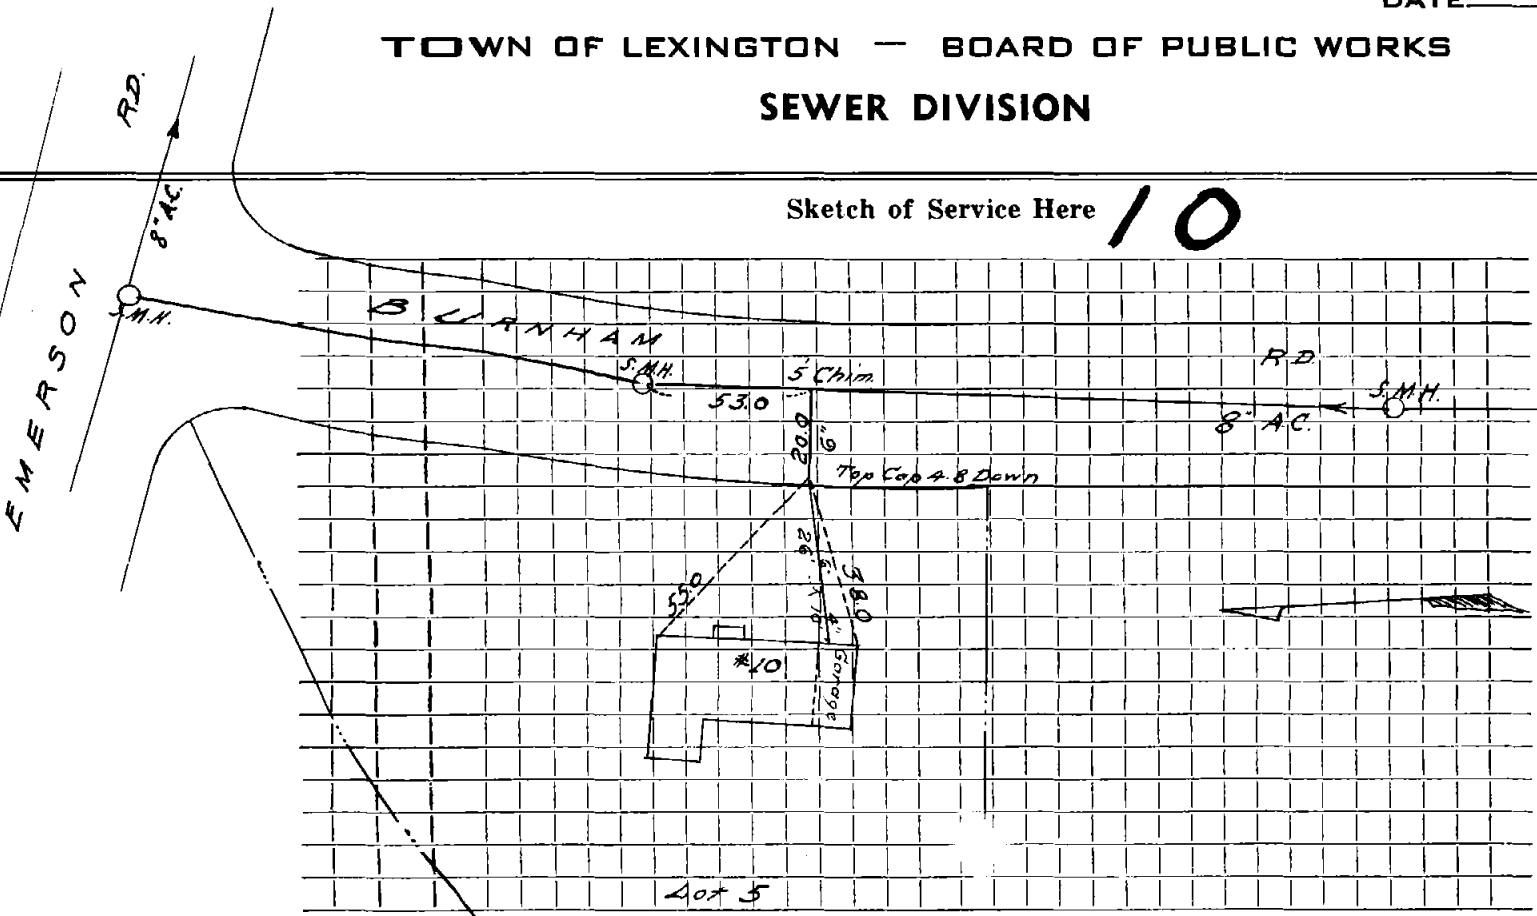 DATE
TOWN OF LEXINGTON — BOARD OF PUBLIC WORKS
SEWER DIVISION
Sketch of Service Here 10
EMERSON RD.
8" A.C.
S.M.H.
BURNHAM RD.
S.M.H.
53.0
5' Chim.
S.M.H.
8" A.C.
20.0
6"
Top Cap 4.8 Down
26'
55.0
38.0
4"
#10
Garage
Lot 5